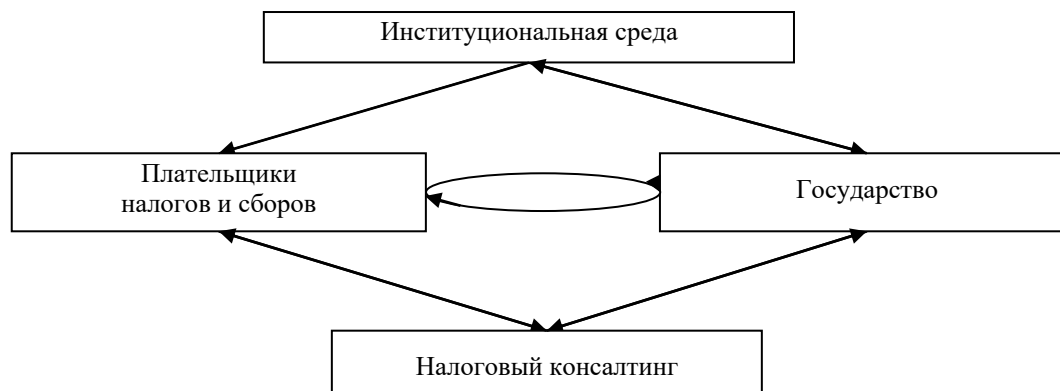 Институциональная среда
Плательщики
налогов и сборов
Государство
Налоговый консалтинг